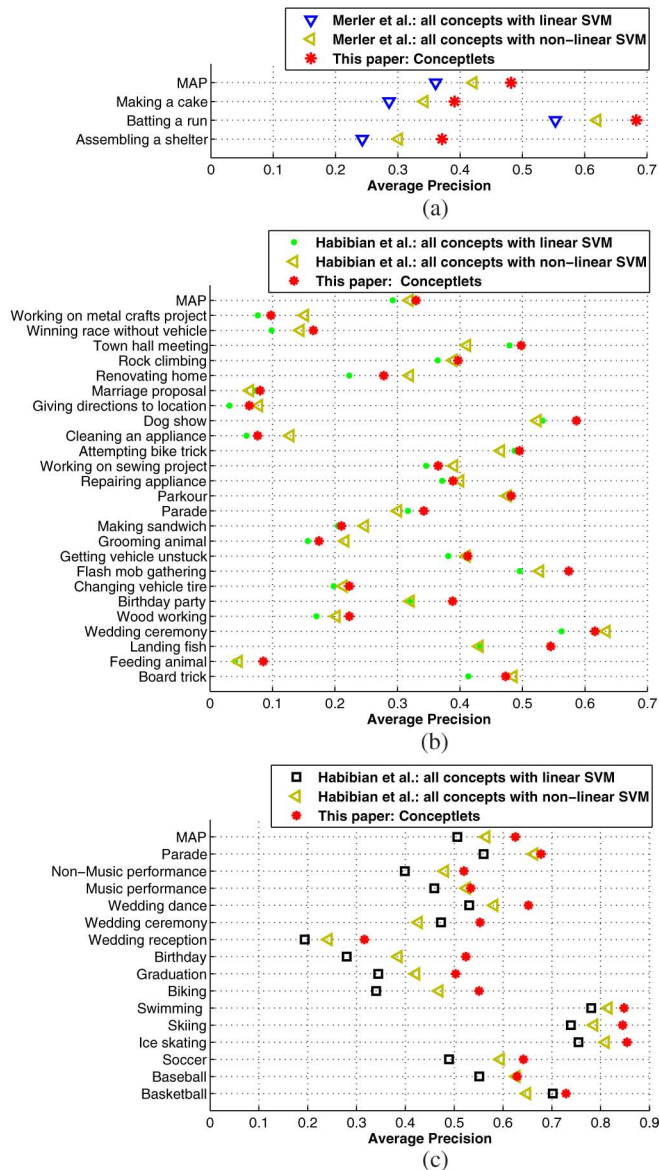 Merler et al.: all concepts with linear SVM
Merler et al.: all concepts with non-linear SVM
This paper: Conceptlets
MAP
Making a cake
Batting a run
Assembling a shelter
0 0.1 0.2 0.3 0.4 0.5 0.6 0.7
Average Precision
(a)
Habibian et al.: all concepts with linear SVM
Habibian et al.: all concepts with non-linear SVM
This paper: Conceptlets
MAP
Working on metal crafts project
Winning race without vehicle
Town hall meeting
Rock climbing
Renovating home
Marriage proposal
Giving directions to location
Dog show
Cleaning an appliance
Attempting bike trick
Working on sewing project
Repairing appliance
Parkour
Parade
Making sandwich
Grooming animal
Getting vehicle unstuck
Flash mob gathering
Changing vehicle tire
Birthday party
Wood working
Wedding ceremony
Landing fish
Feeding animal
Board trick
0 0.1 0.2 0.3 0.4 0.5 0.6 0.7
Average Precision
(b)
Habibian et al.: all concepts with linear SVM
Habibian et al.: all concepts with non-linear SVM
This paper: Conceptlets
MAP
Parade
Non-Music performance
Music performance
Wedding dance
Wedding ceremony
Wedding reception
Birthday
Graduation
Biking
Swimming
Skiing
Ice skating
Soccer
Baseball
Basketball
0 0.1 0.2 0.3 0.4 0.5 0.6 0.7 0.8 0.9
Average Precision
(c)